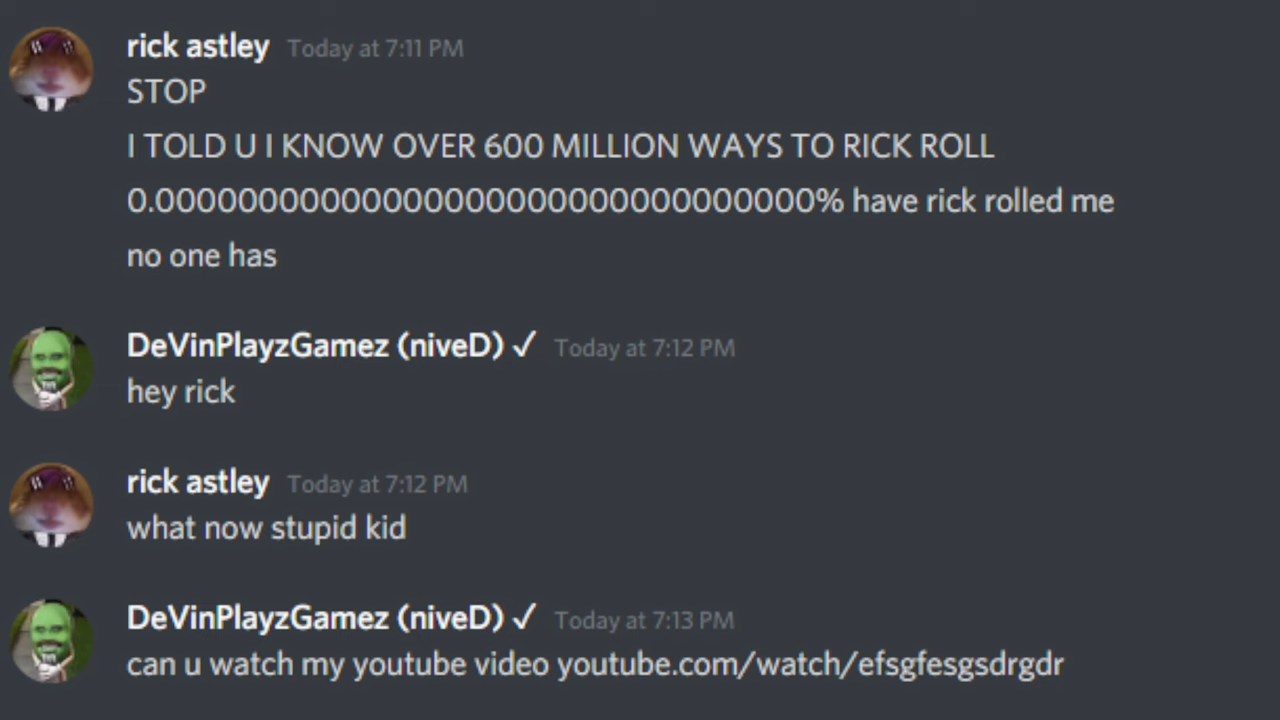 rick astley Today at 7:11 PM
STOP
I TOLD U I KNOW OVER 600 MILLION WAYS TO RICK ROLL
0.00000000000000000000000000000000% have rick rolled me
no one has
DeVinPlayzGamez (niveD) ✓ Today at 7:12 PM
hey rick
rick astley Today at 7:12 PM
what now stupid kid
DeVinPlayzGamez (niveD) ✓ Today at 7:13 PM
can u watch my youtube video youtube.com/watch/efsgfesgsdrgdr